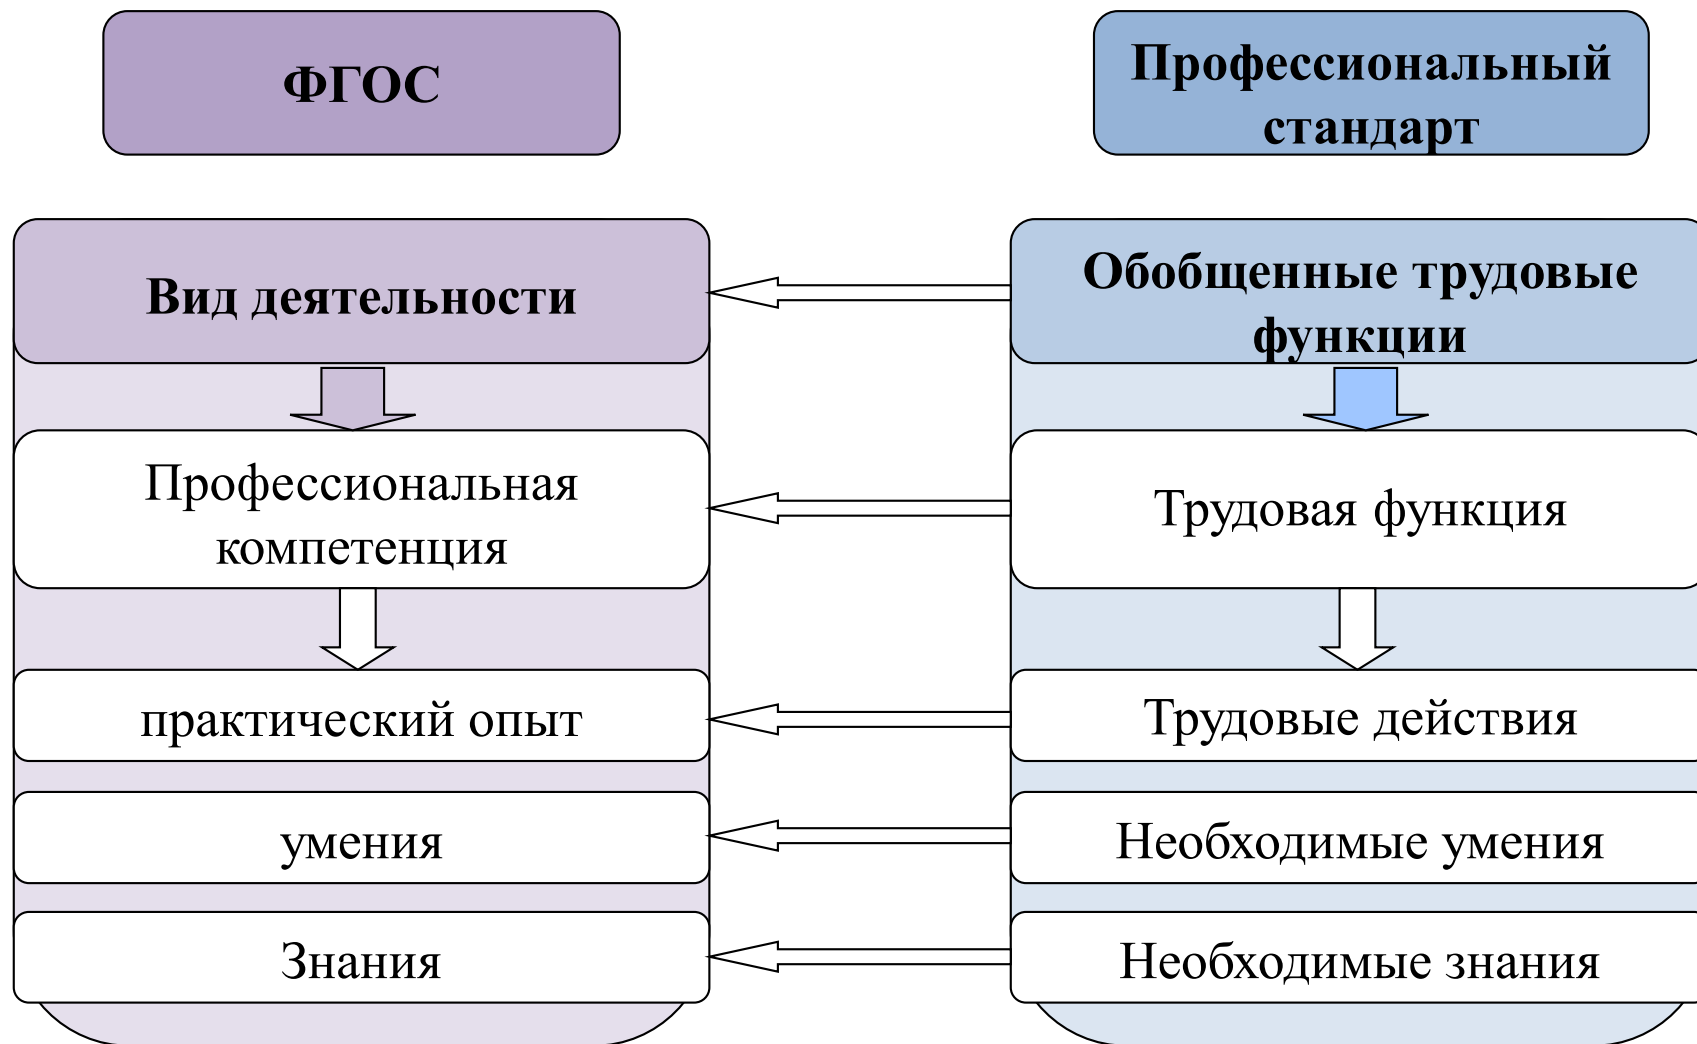 ФГОС
Профессиональный
стандарт
Вид деятельности
Обобщенные трудовые
функции
Профессиональная
компетенция
Трудовая функция
практический опыт
Трудовые действия
умения
Необходимые умения
Знания
Необходимые знания